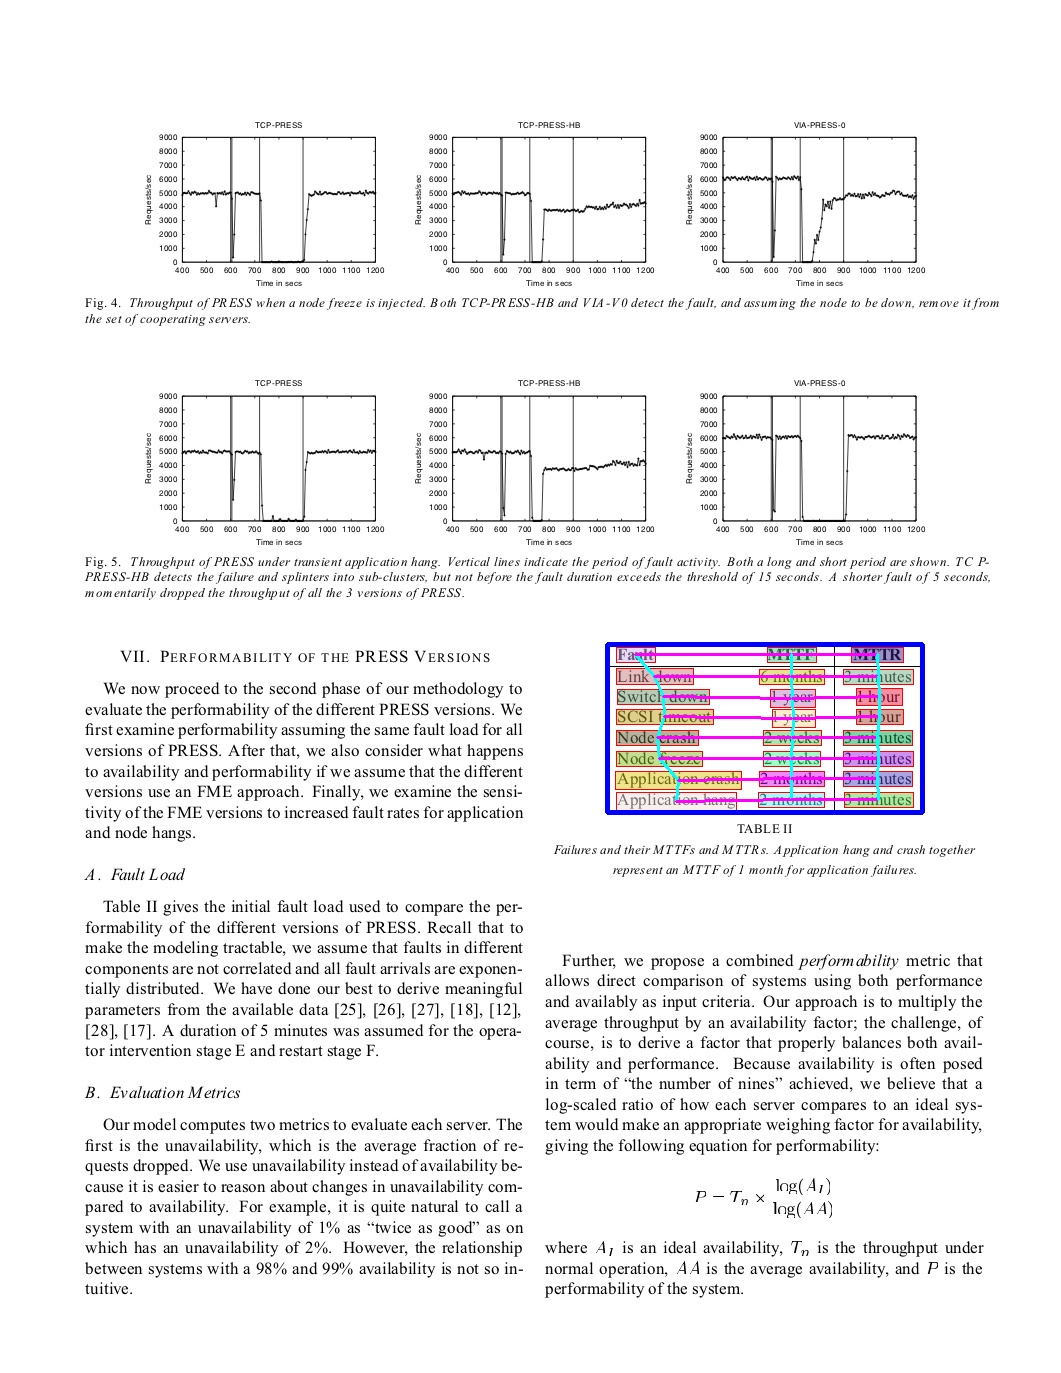 TCP-PRESS
TCP-PRESS-HB
VIA-PRESS-0
9000
8000
7000
6000
5000
4000
3000
2000
1000
0
Requests/sec
400 500 600 700 800 900 1000 1100 1200
Time in secs
9000
8000
7000
6000
5000
4000
3000
2000
1000
0
Requests/sec
400 500 600 700 800 900 1000 1100 1200
Time in secs
9000
8000
7000
6000
5000
4000
3000
2000
1000
0
Requests/sec
400 500 600 700 800 900 1000 1100 1200
Time in secs
Fig. 4. Throughput of PRESS when a node freeze is injected. Both TCP-PRESS-HB and VIA-V0 detect the fault, and assuming the node to be down, remove it from
the set of cooperating servers.
TCP-PRESS
TCP-PRESS-HB
VIA-PRESS-0
9000
8000
7000
6000
5000
4000
3000
2000
1000
0
Requests/sec
400 500 600 700 800 900 1000 1100 1200
Time in secs
9000
8000
7000
6000
5000
4000
3000
2000
1000
0
Requests/sec
400 500 600 700 800 900 1000 1100 1200
Time in secs
9000
8000
7000
6000
5000
4000
3000
2000
1000
0
Requests/sec
400 500 600 700 800 900 1000 1100 1200
Time in secs
Fig. 5. Throughput of PRESS under transient application hang. Vertical lines indicate the period of fault activity. Both a long and short period are shown. TCP-
PRESS-HB detects the failure and splinters into sub-clusters, but not before the fault duration exceeds the threshold of 15 seconds. A shorter fault of 5 seconds,
momentarily dropped the throughput of all the 3 versions of PRESS.
VII. PERFORMABILITY OF THE PRESS VERSIONS
We now proceed to the second phase of our methodology to
evaluate the performability of the different PRESS versions. We
first examine performability assuming the same fault load for all
versions of PRESS. After that, we also consider what happens
to availability and performability if we assume that the different
versions use an FME approach. Finally, we examine the sensi-
tivity of the FME versions to increased fault rates for application
and node hangs.
A. Fault Load
Table II gives the initial fault load used to compare the per-
formability of the different versions of PRESS. Recall that to
make the modeling tractable, we assume that faults in different
components are not correlated and all fault arrivals are exponen-
tially distributed. We have done our best to derive meaningful
parameters from the available data [25], [26], [27], [18], [12],
[28], [17]. A duration of 5 minutes was assumed for the opera-
tor intervention stage E and restart stage F.
B. Evaluation Metrics
Our model computes two metrics to evaluate each server. The
first is the unavailability, which is the average fraction of re-
quests dropped. We use unavailability instead of availability be-
cause it is easier to reason about changes in unavailability com-
pared to availability. For example, it is quite natural to call a
system with an unavailability of 1% as “twice as good” as on
which has an unavailability of 2%. However, the relationship
between systems with a 98% and 99% availability is not so in-
tuitive.
Fault MTTF MTTR
Link down 6 months 3 minutes
Switch down 1 year 1 hour
SCSI timeout 1 year 1 hour
Node crash 2 weeks 3 minutes
Node freeze 2 weeks 3 minutes
Application crash 2 months 3 minutes
Application hang 2 months 3 minutes
TABLE II
Failures and their MTTFs and MTTRs. Application hang and crash together
represent an MTTF of 1 month for application failures.
Further, we propose a combined performability metric that
allows direct comparison of systems using both performance
and availably as input criteria. Our approach is to multiply the
average throughput by an availability factor; the challenge, of
course, is to derive a factor that properly balances both avail-
ability and performance. Because availability is often posed
in term of “the number of nines” achieved, we believe that a
log-scaled ratio of how each server compares to an ideal sys-
tem would make an appropriate weighing factor for availability,
giving the following equation for performability:
P = Tn × log(AI) / log(AA)
where AI is an ideal availability, Tn is the throughput under
normal operation, AA is the average availability, and P is the
performability of the system.